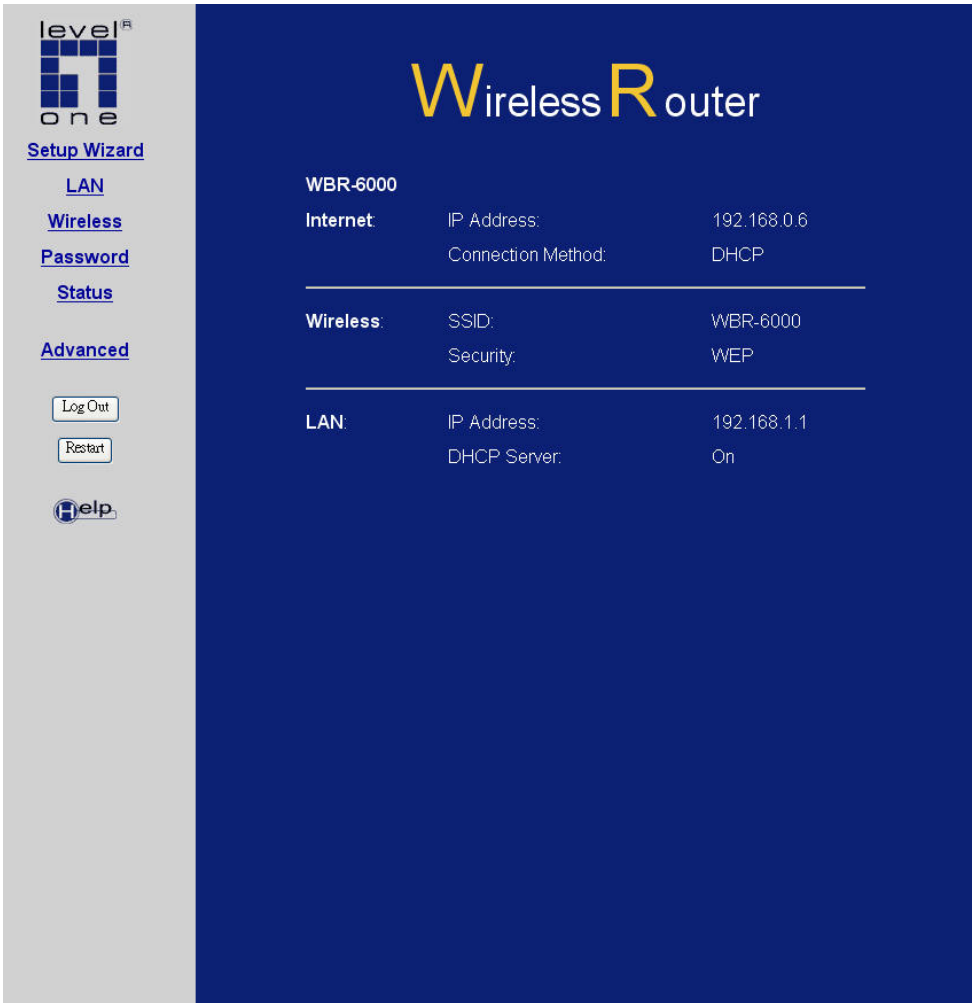 level®
one
Setup Wizard
LAN
Wireless
Password
Status
Advanced
Log Out
Restart
Help
Wireless Router
WBR-6000
Internet: IP Address: 192.168.0.6
Connection Method: DHCP
Wireless: SSID: WBR-6000
Security: WEP
LAN: IP Address: 192.168.1.1
DHCP Server: On